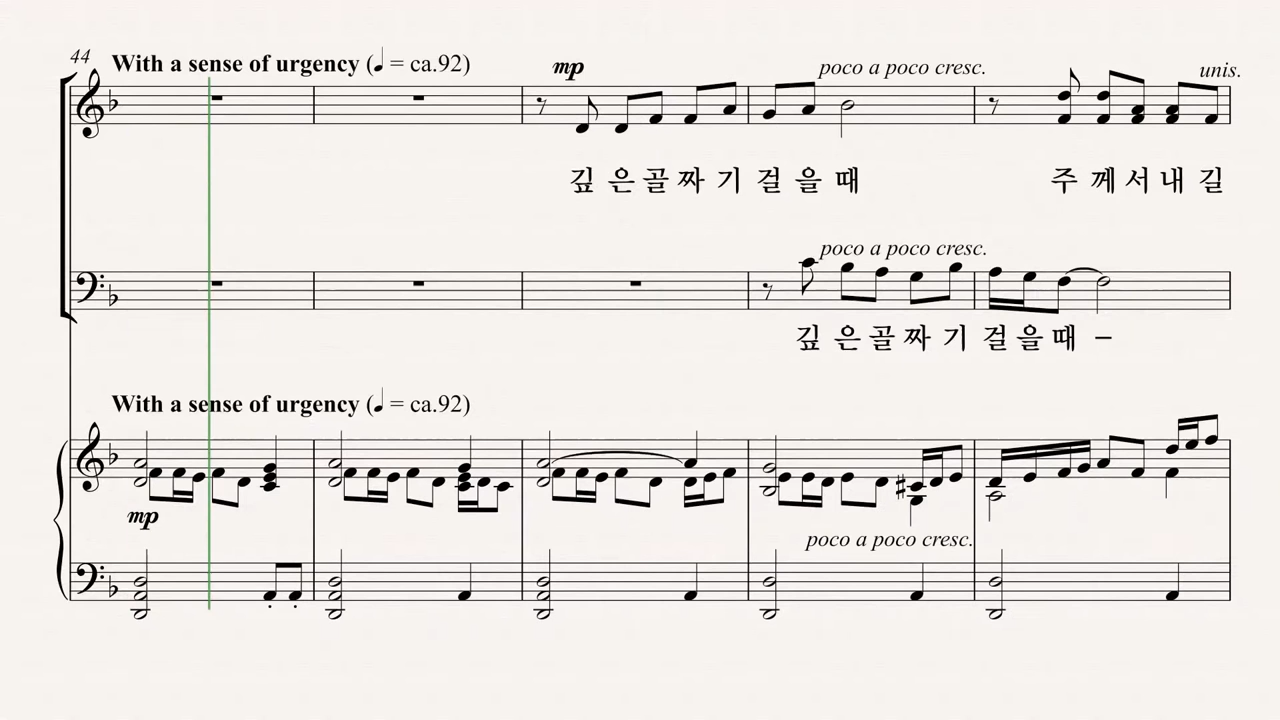 44
With a sense of urgency (♩ = ca.92)
mp
poco a poco cresc.
unis.
깊 은 골 짜 기 걸 을 때 주 께 서 내 길
poco a poco cresc.
깊 은 골 짜 기 걸 을 때 –
With a sense of urgency (♩ = ca.92)
mp
poco a poco cresc.